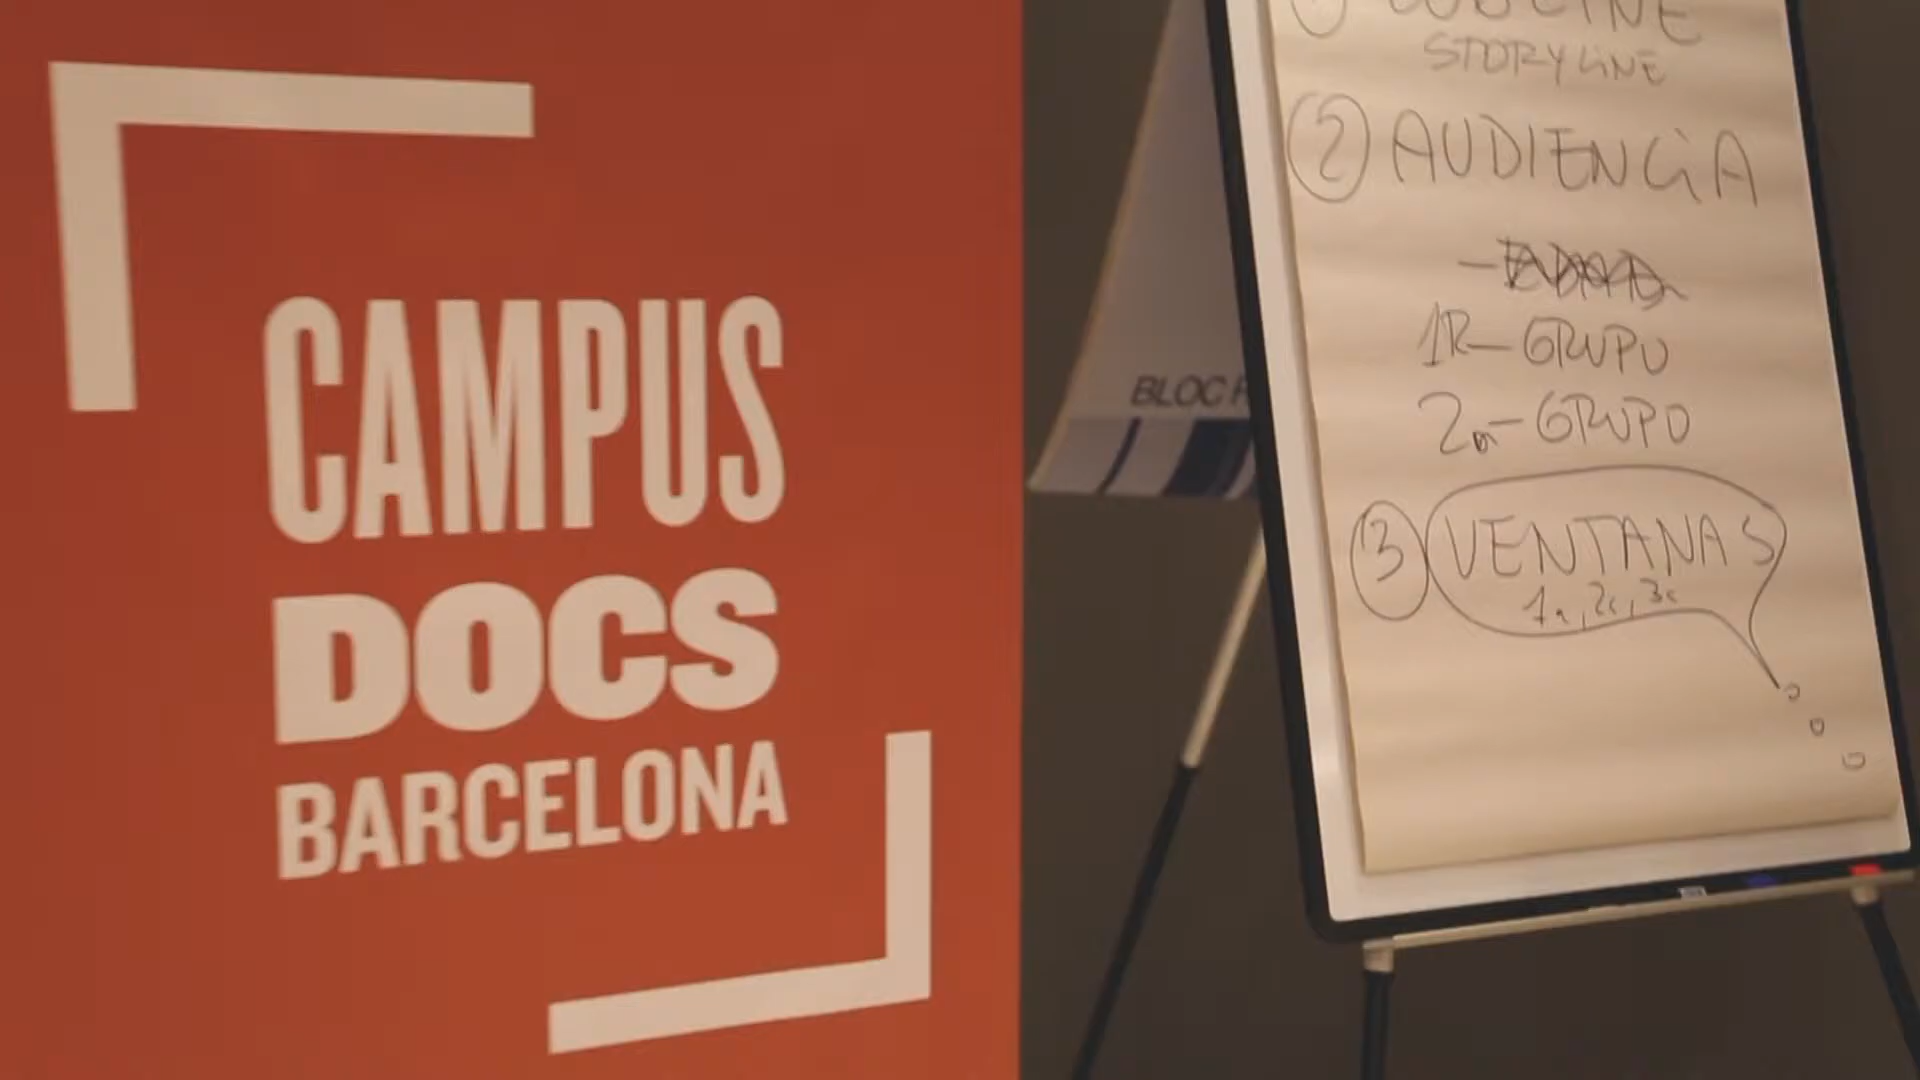 CAMPUS
DOCS
BARCELONA
STORYLINE
2 AUDIENCIA
1R- GRUPO
2o- GRUPO
3 VENTANAS
BLOC